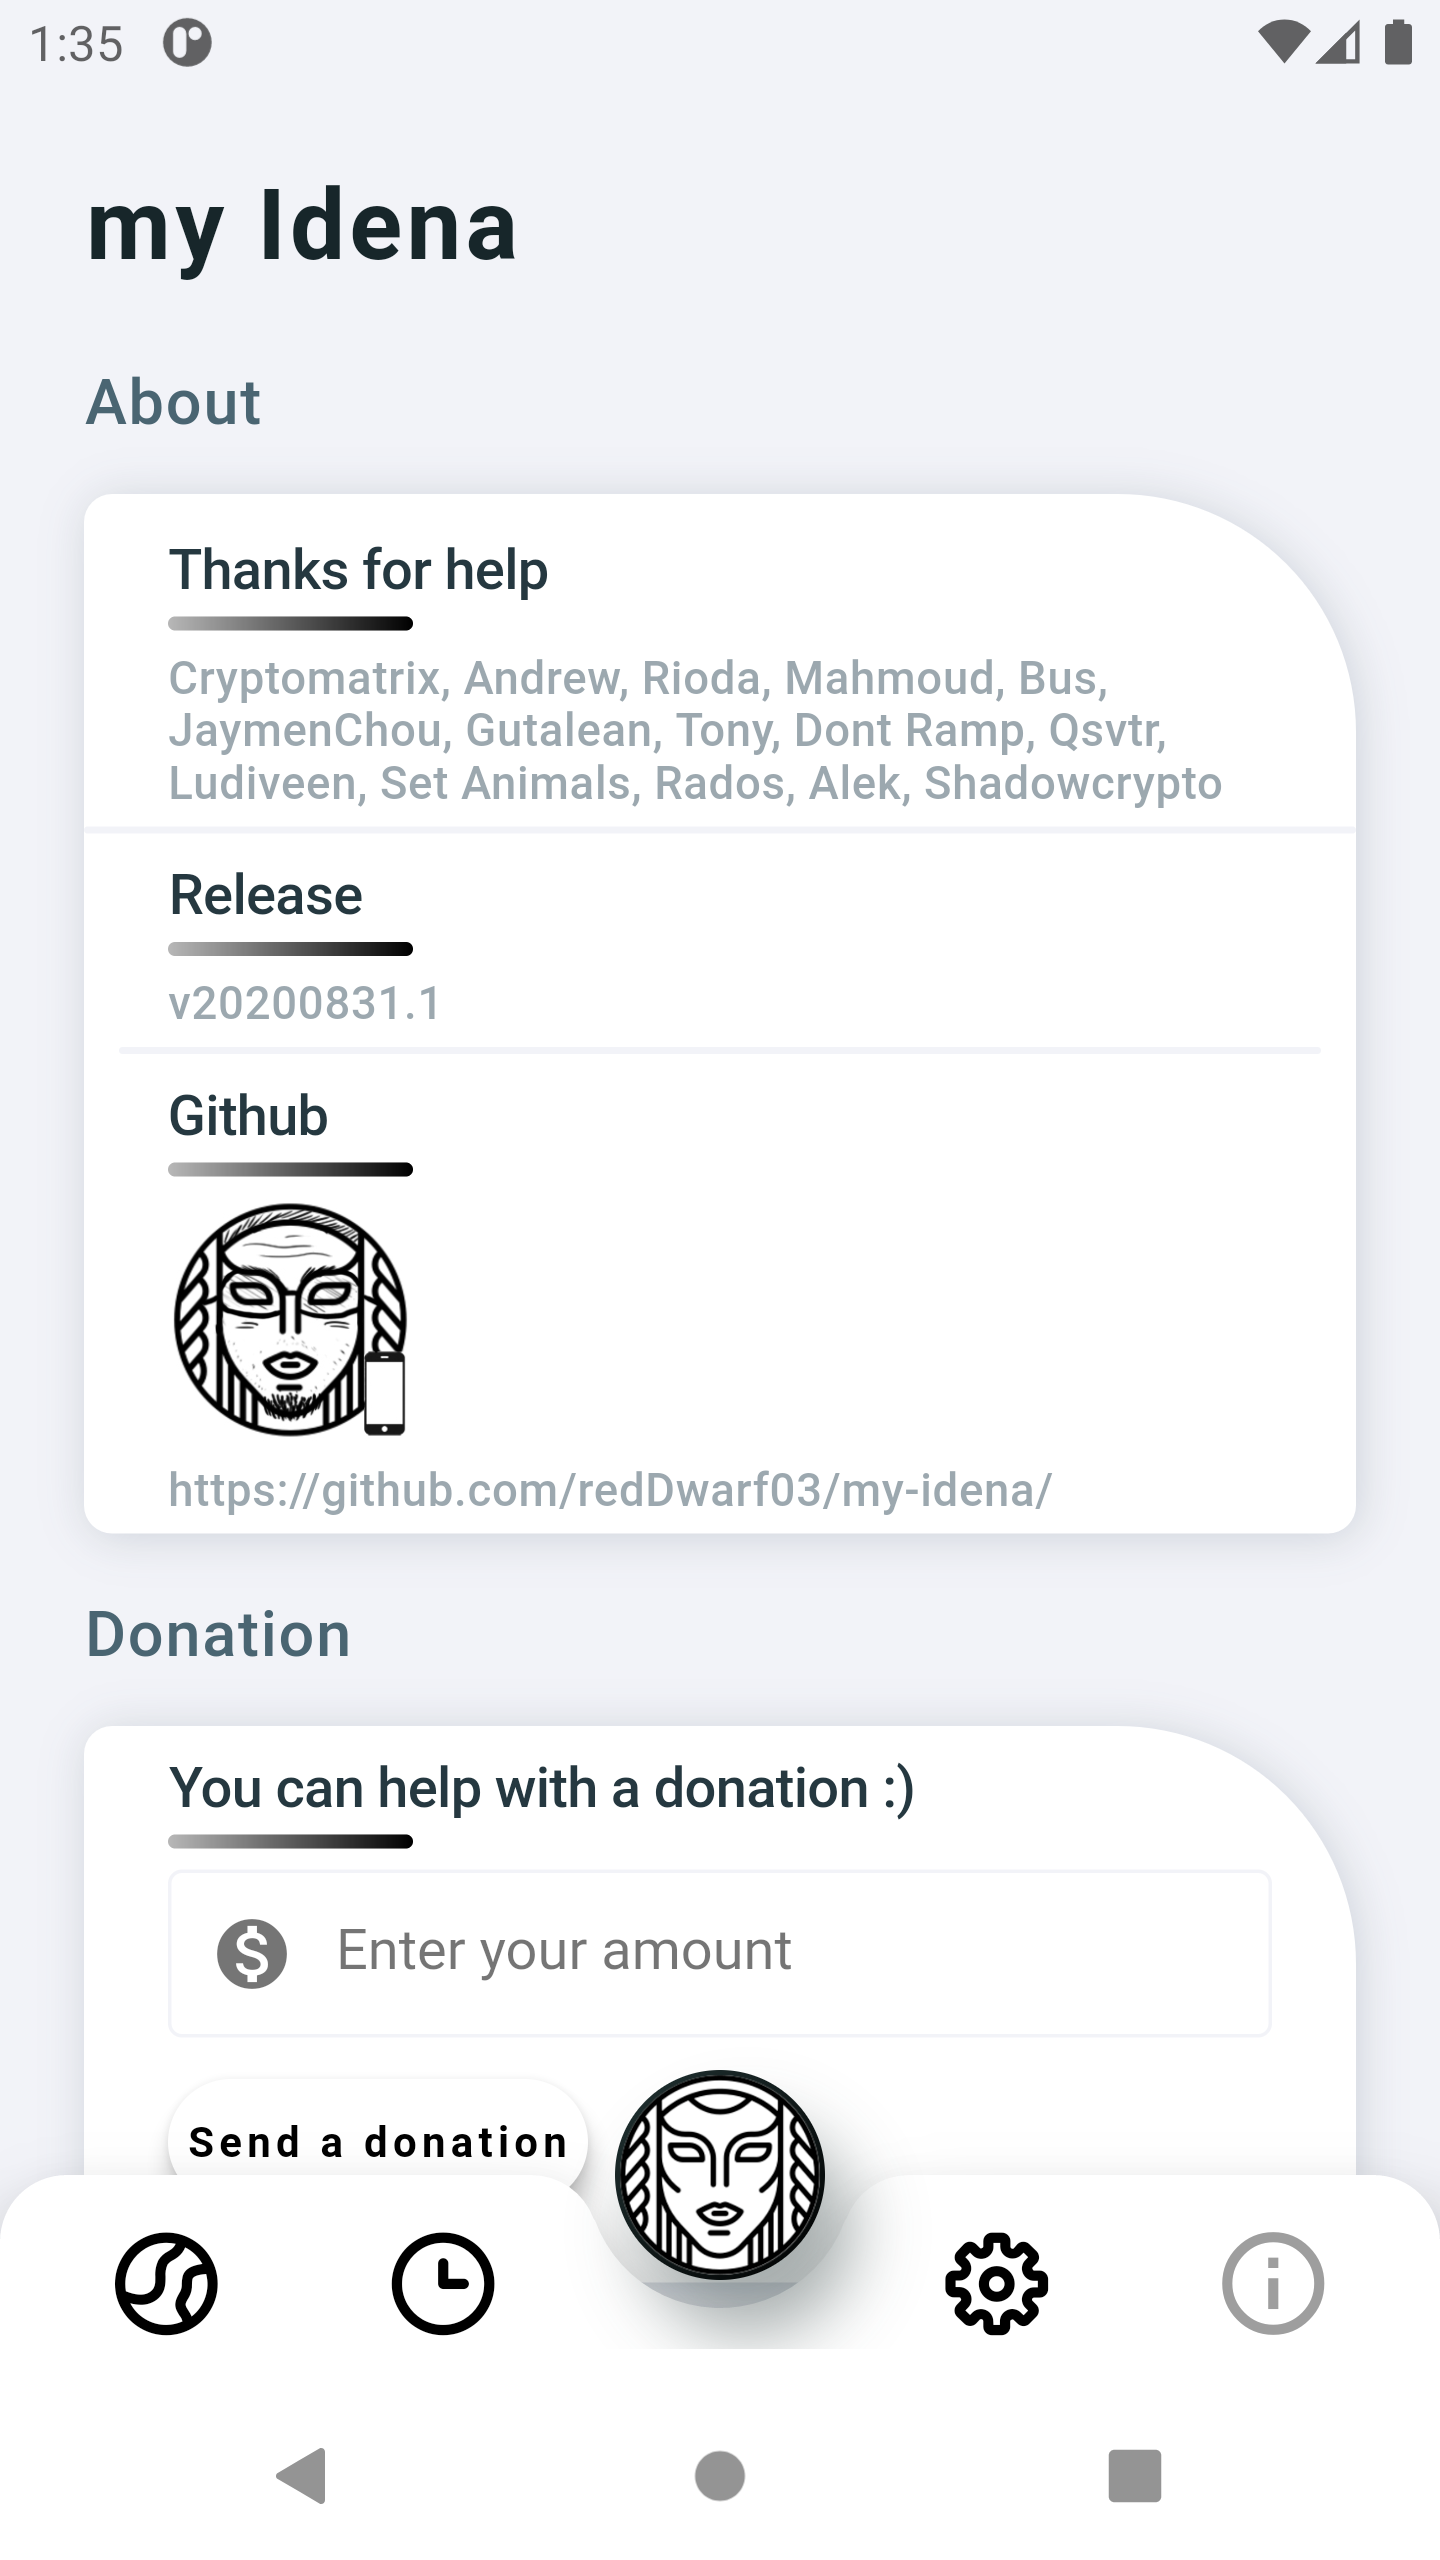 1:35
my Idena
About
Thanks for help
Cryptomatrix, Andrew, Rioda, Mahmoud, Bus,
JaymenChou, Gutalean, Tony, Dont Ramp, Qsvtr,
Ludiveen, Set Animals, Rados, Alek, Shadowcrypto
Release
v20200831.1
Github
https://github.com/redDwarf03/my-idena/
Donation
You can help with a donation :)
Enter your amount
Send a donation